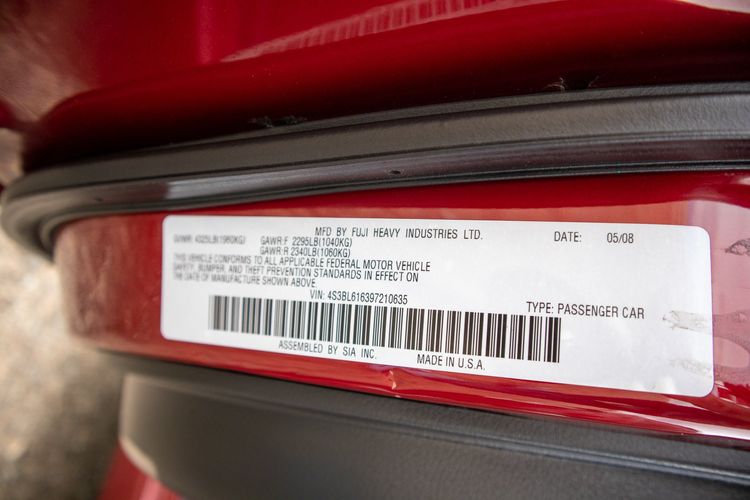 MFD BY FUJI HEAVY INDUSTRIES LTD. DATE: 05/08
GVWR: 4325LB(1960KG) GAWR:F 2295LB(1040KG)
GAWR:R 2340LB(1060KG)
THIS VEHICLE CONFORMS TO ALL APPLICABLE FEDERAL MOTOR VEHICLE
SAFETY, BUMPER, AND THEFT PREVENTION STANDARDS IN EFFECT ON
THE DATE OF MANUFACTURE SHOWN ABOVE.
VIN: 4S3BL616397210635
TYPE: PASSENGER CAR
ASSEMBLED BY SIA INC. MADE IN U.S.A.